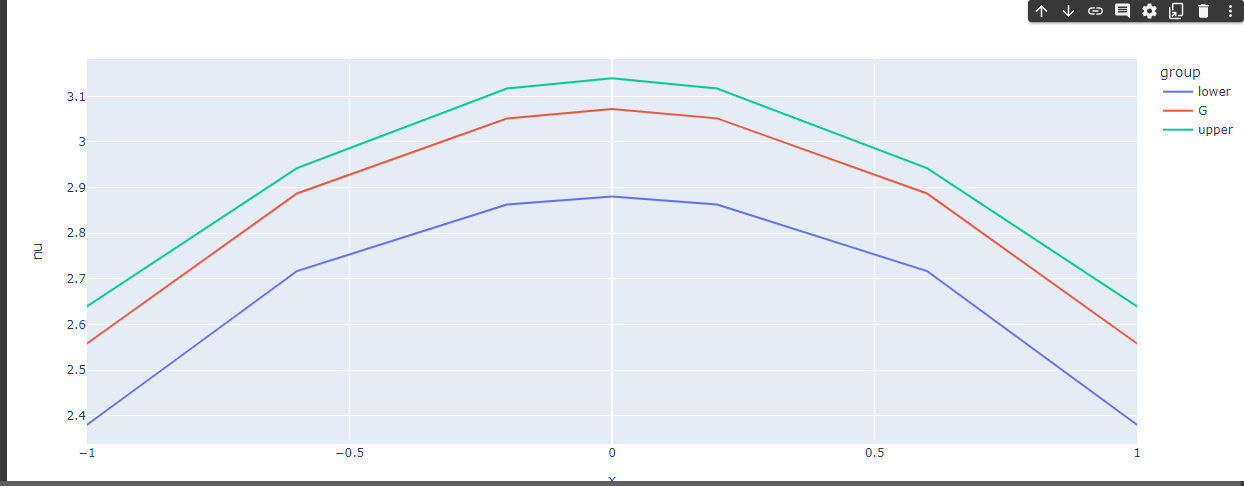 group
lower
G
upper
3.1
3
2.9
2.8
2.7
2.6
2.5
2.4
nu
−1
−0.5
0
0.5
1
x